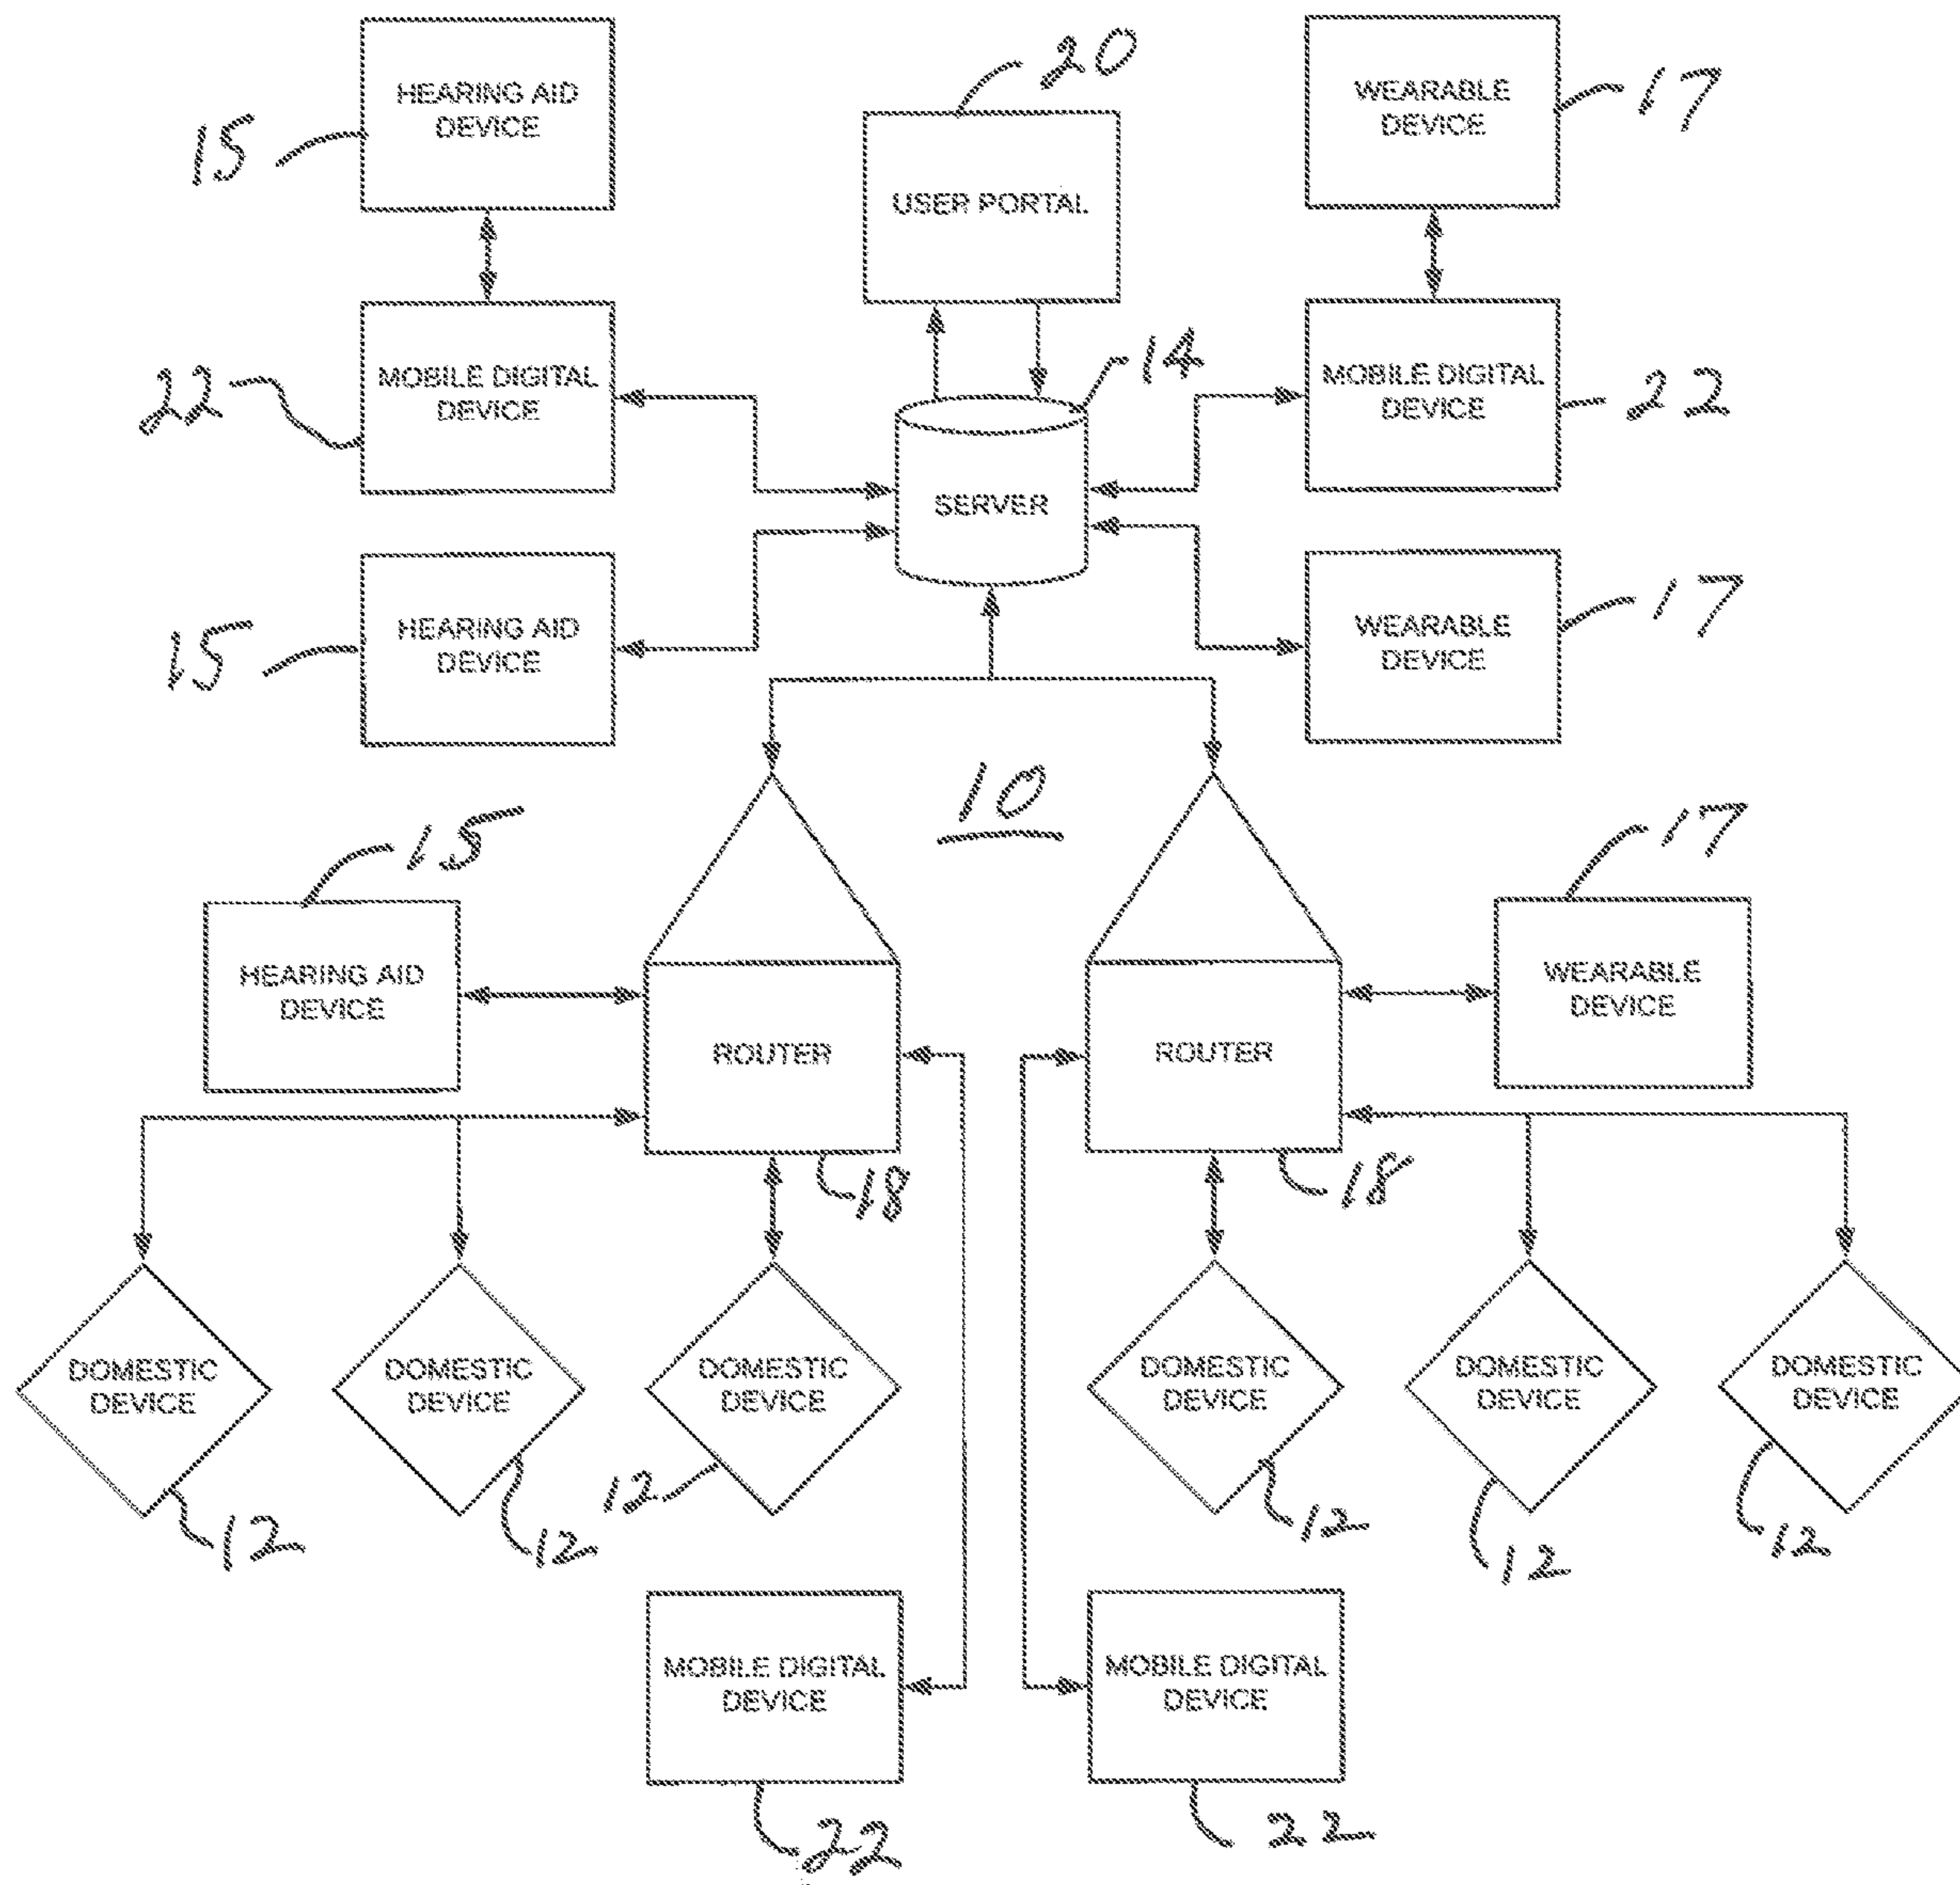 HEARING AID
DEVICE
15
20
WEARABLE
DEVICE
17
USER PORTAL
MOBILE DIGITAL
DEVICE
22
14
MOBILE DIGITAL
DEVICE
22
SERVER
HEARING AID
DEVICE
15
WEARABLE
DEVICE
17
10
15
17
HEARING AID
DEVICE
WEARABLE
DEVICE
ROUTER
ROUTER
18
18
DOMESTIC
DEVICE
DOMESTIC
DEVICE
DOMESTIC
DEVICE
DOMESTIC
DEVICE
DOMESTIC
DEVICE
DOMESTIC
DEVICE
12
12
12
12
12
12
MOBILE DIGITAL
DEVICE
MOBILE DIGITAL
DEVICE
22
22